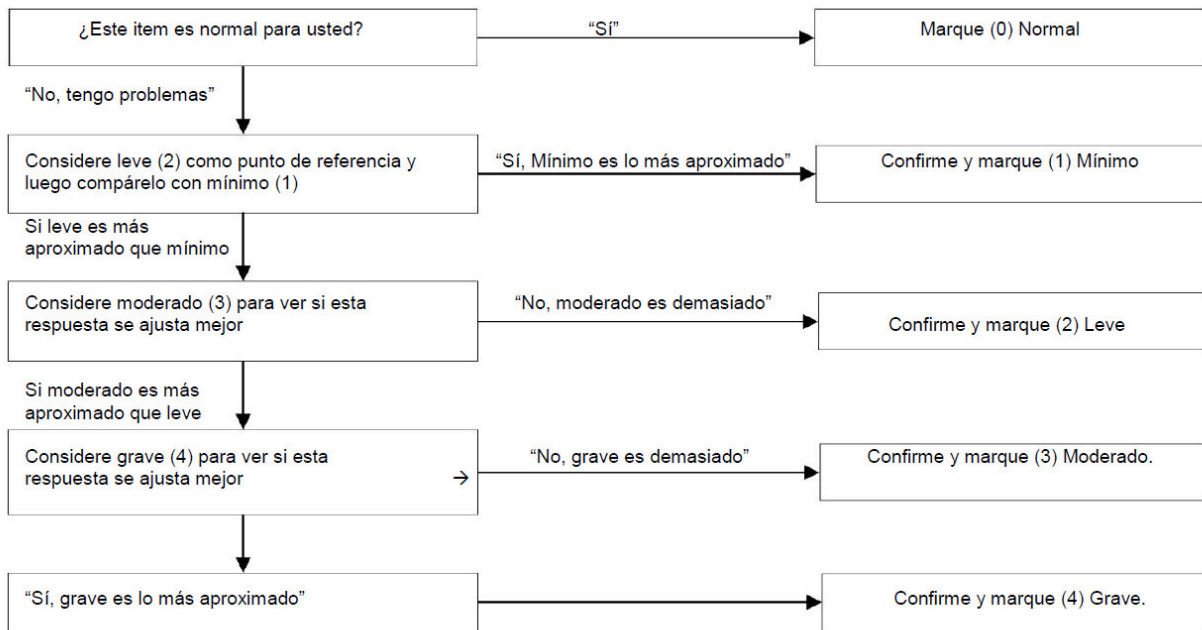 ¿Este item es normal para usted?
“Sí”
Marque (0) Normal
“No, tengo problemas”
Considere leve (2) como punto de referencia y
luego compárelo con mínimo (1)
“Sí, Mínimo es lo más aproximado”
Confirme y marque (1) Mínimo
Si leve es más
aproximado que mínimo
Considere moderado (3) para ver si esta
respuesta se ajusta mejor
“No, moderado es demasiado”
Confirme y marque (2) Leve
Si moderado es más
aproximado que leve
Considere grave (4) para ver si esta
respuesta se ajusta mejor
“No, grave es demasiado”
Confirme y marque (3) Moderado.
“Sí, grave es lo más aproximado”
Confirme y marque (4) Grave.